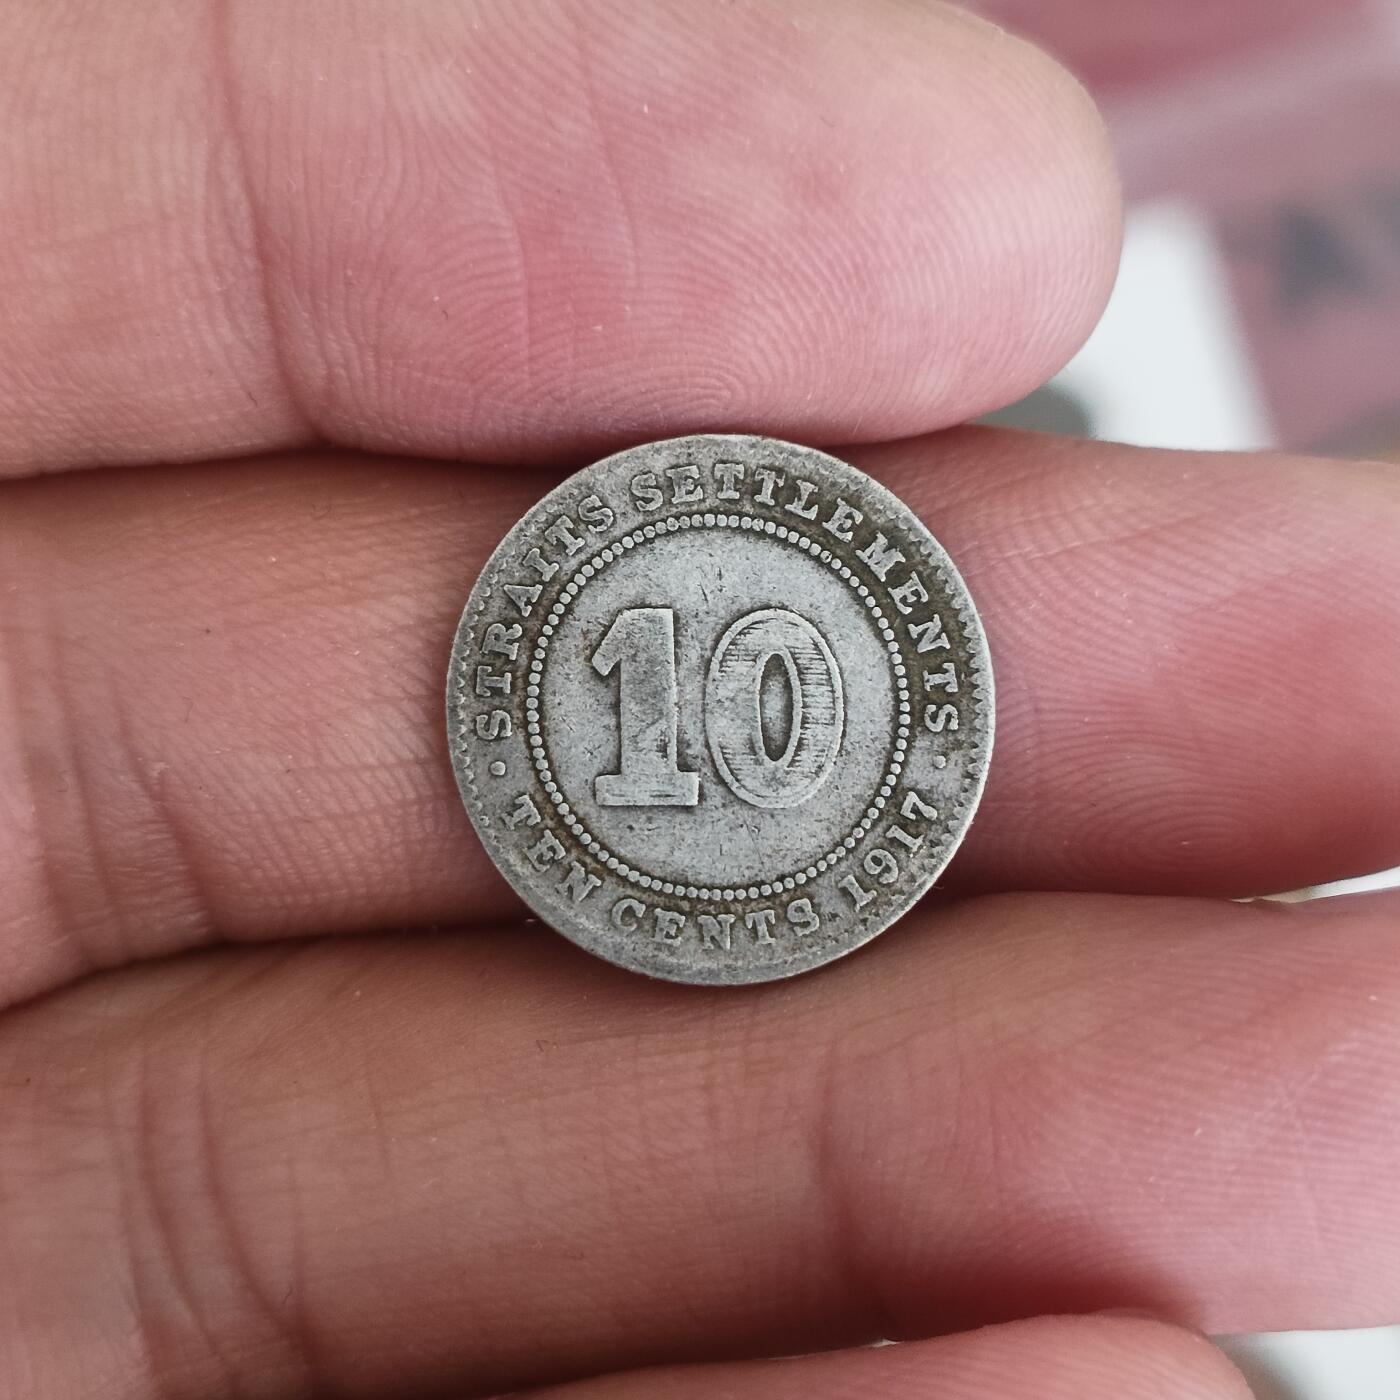 · STRAITS SETTLEMENTS ·
10
TEN CENTS 1917